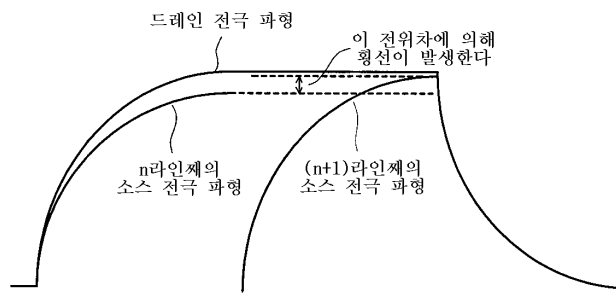 드레인 전극 파형
이 전위차에 의해
횡선이 발생한다
n라인째의
소스 전극 파형
(n+1)라인째의
소스 전극 파형